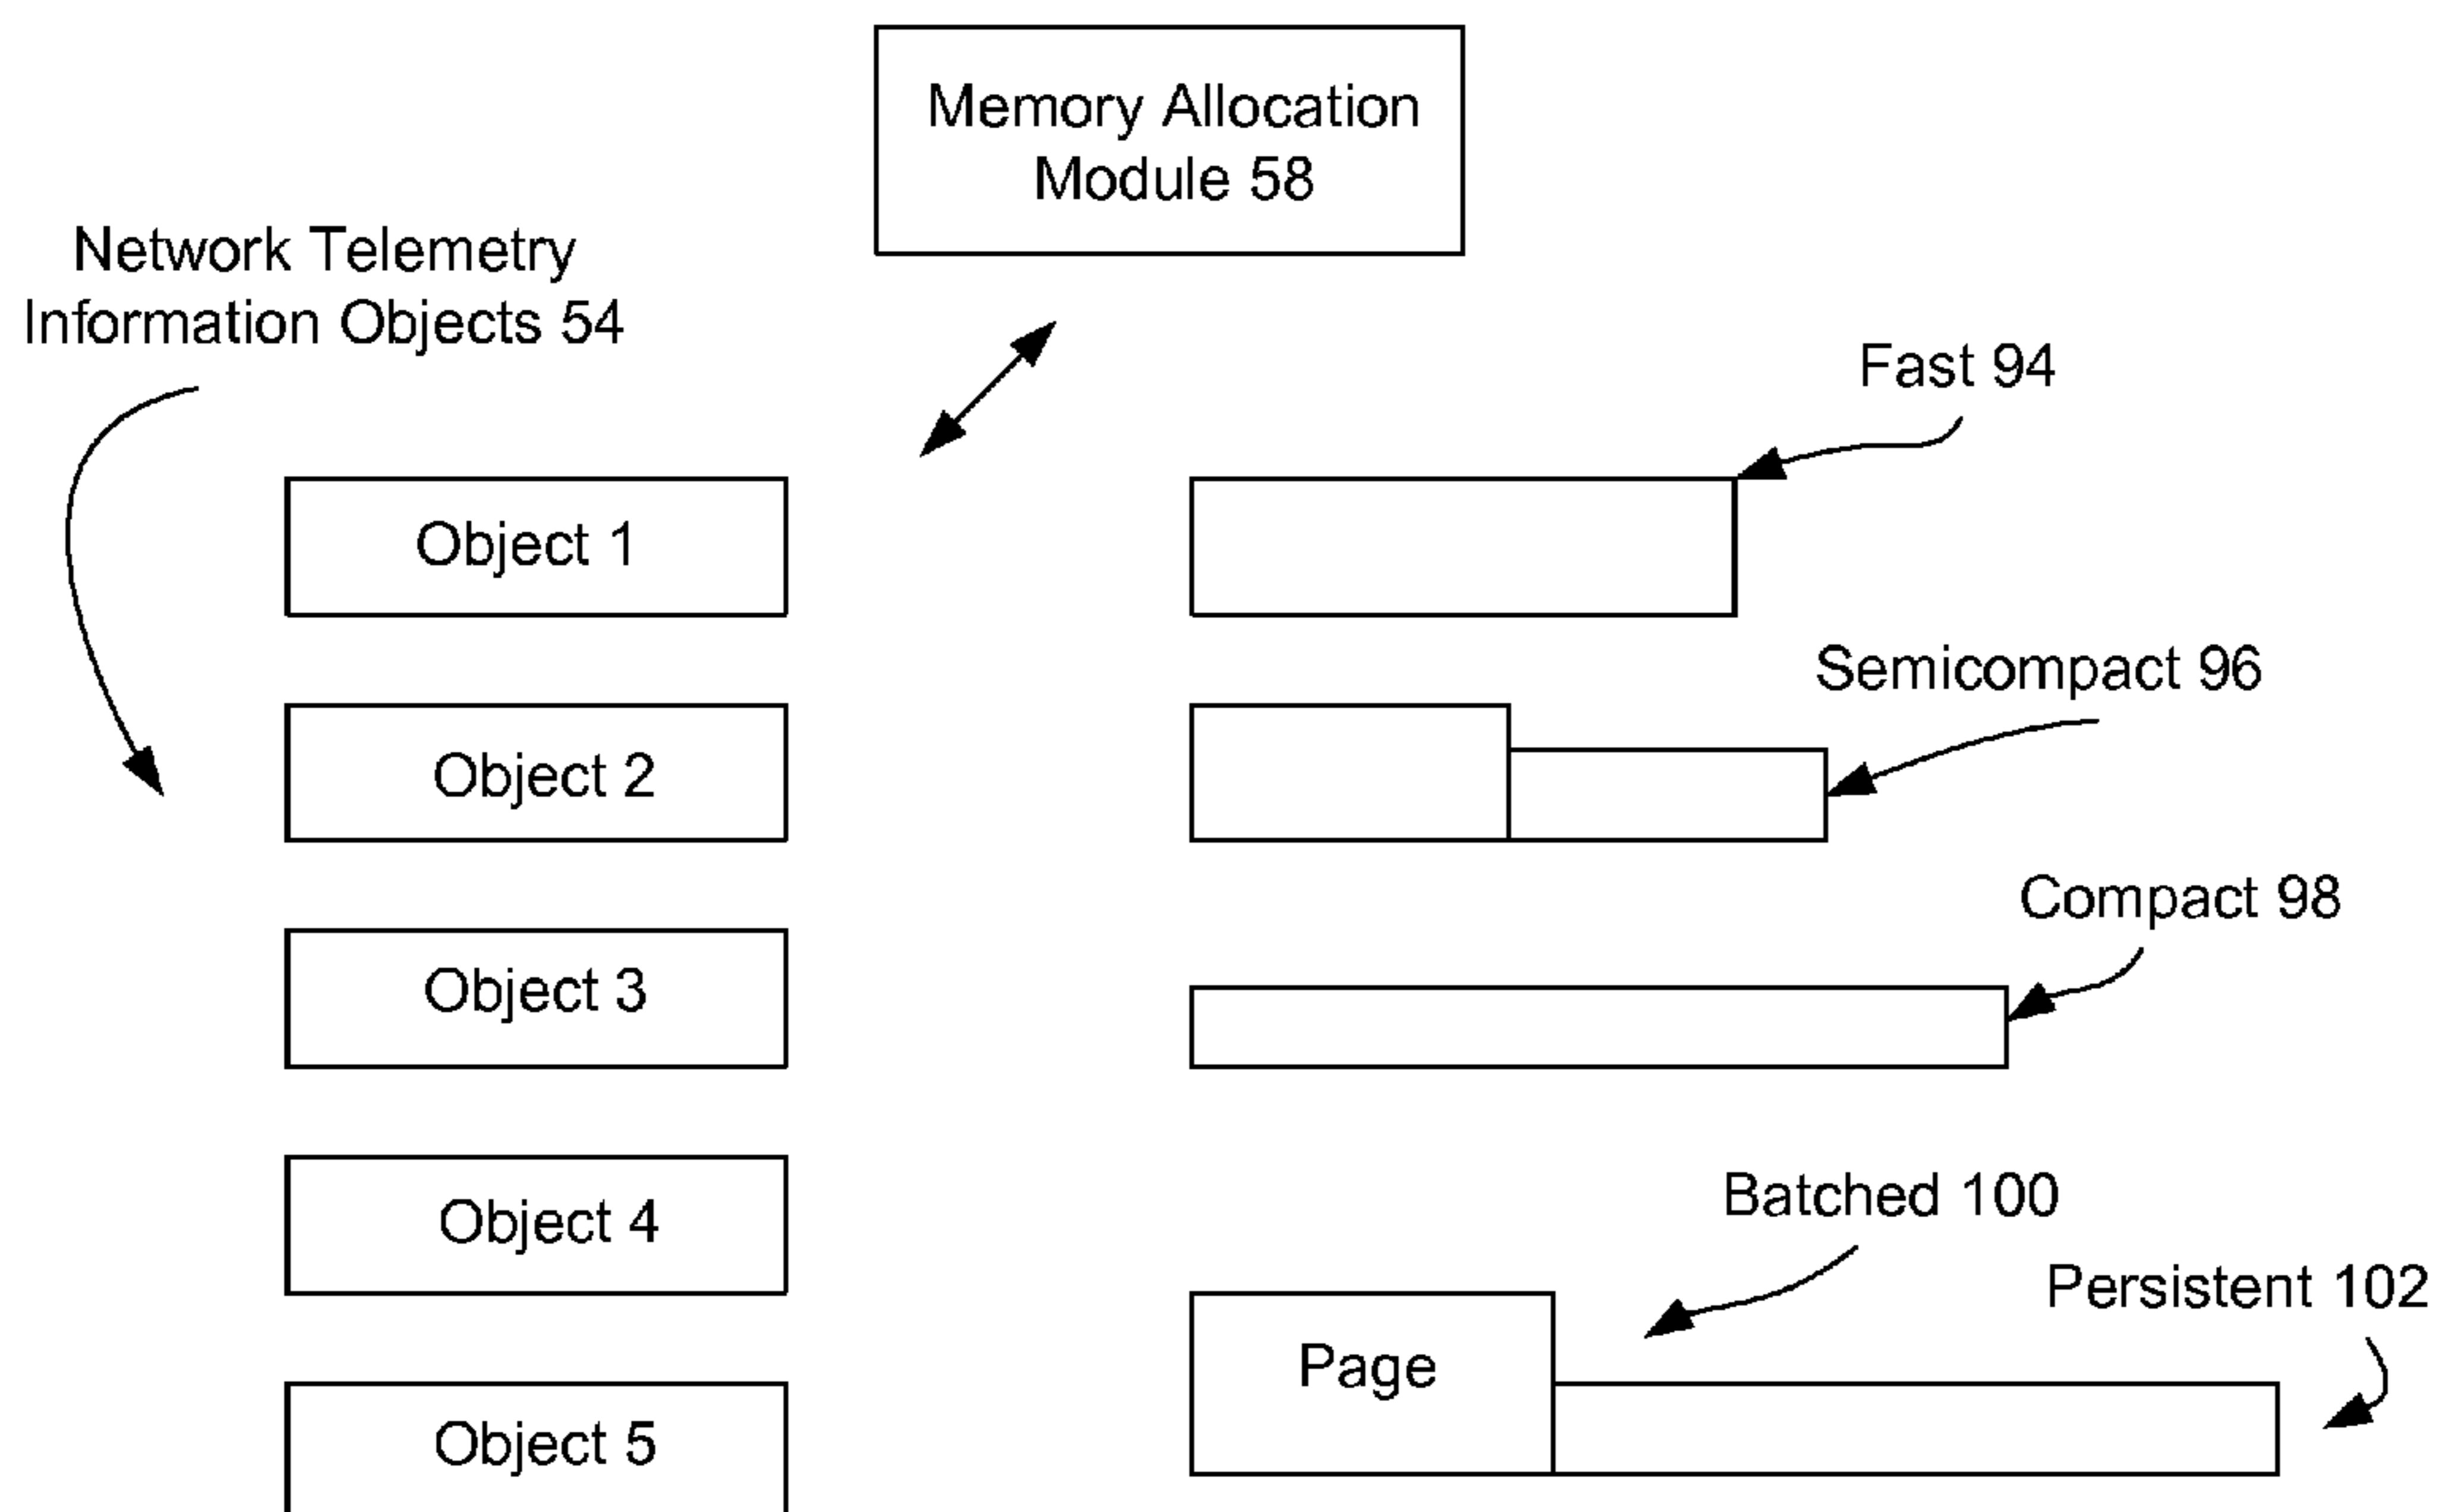 Memory Allocation
Module 58
Network Telemetry
Information Objects 54
Fast 94
Object 1
Semicompact 96
Object 2
Compact 98
Object 3
Batched 100
Object 4
Persistent 102
Page
Object 5